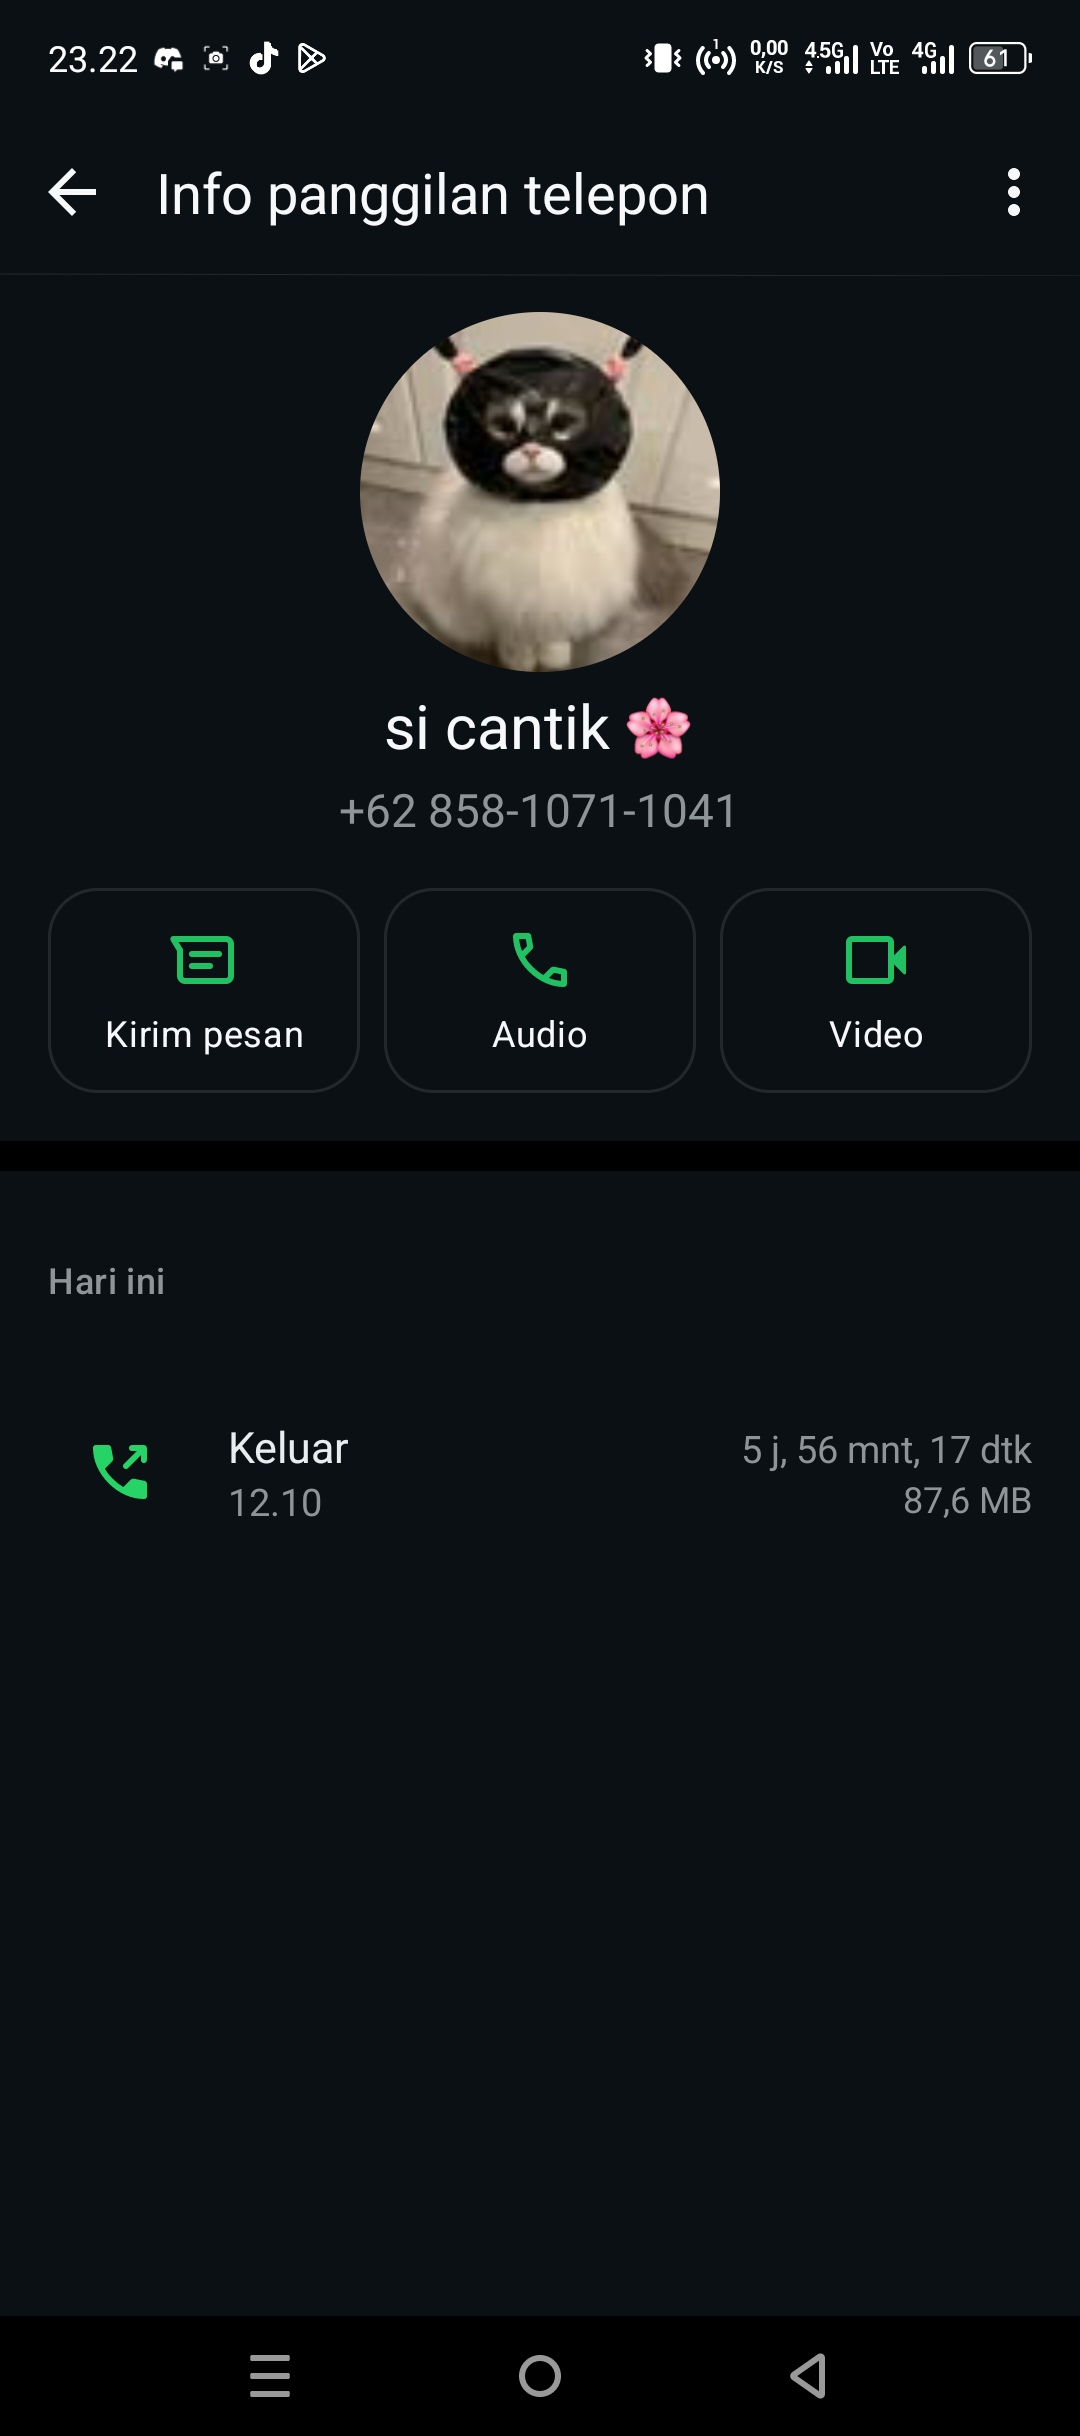 23.22
1
0,00 K/S
4.5G
Vo LTE
4G
61
Info panggilan telepon
si cantik 🌸
+62 858-1071-1041
Kirim pesan
Audio
Video
Hari ini
Keluar
5 j, 56 mnt, 17 dtk
12.10
87,6 MB